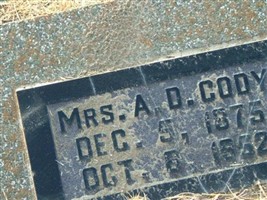 MRS. A. D. CODY
DEC. 5, 1875
OCT. 8, 1952